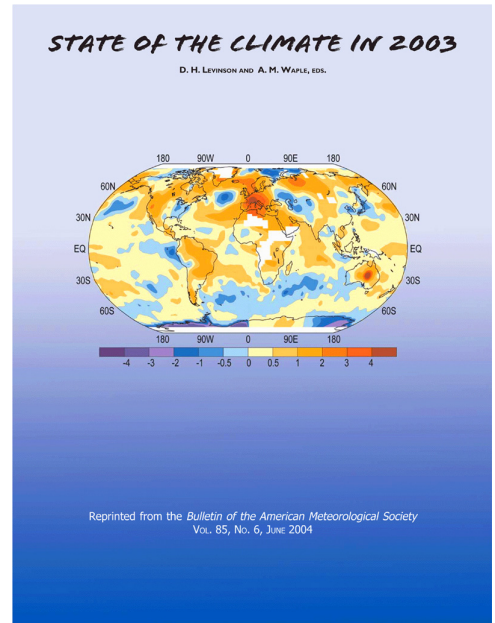 STATE OF THE CLIMATE IN 2003
D. H. LEVINSON AND A. M. WAPLE, EDS.
180 90W 0 90E 180
60N 60N
30N 30N
EQ EQ
30S 30S
60S 60S
180 90W 0 90E 180
-4 -3 -2 -1 -0.5 0 0.5 1 2 3 4
Reprinted from the Bulletin of the American Meteorological Society
VOL. 85, NO. 6, JUNE 2004